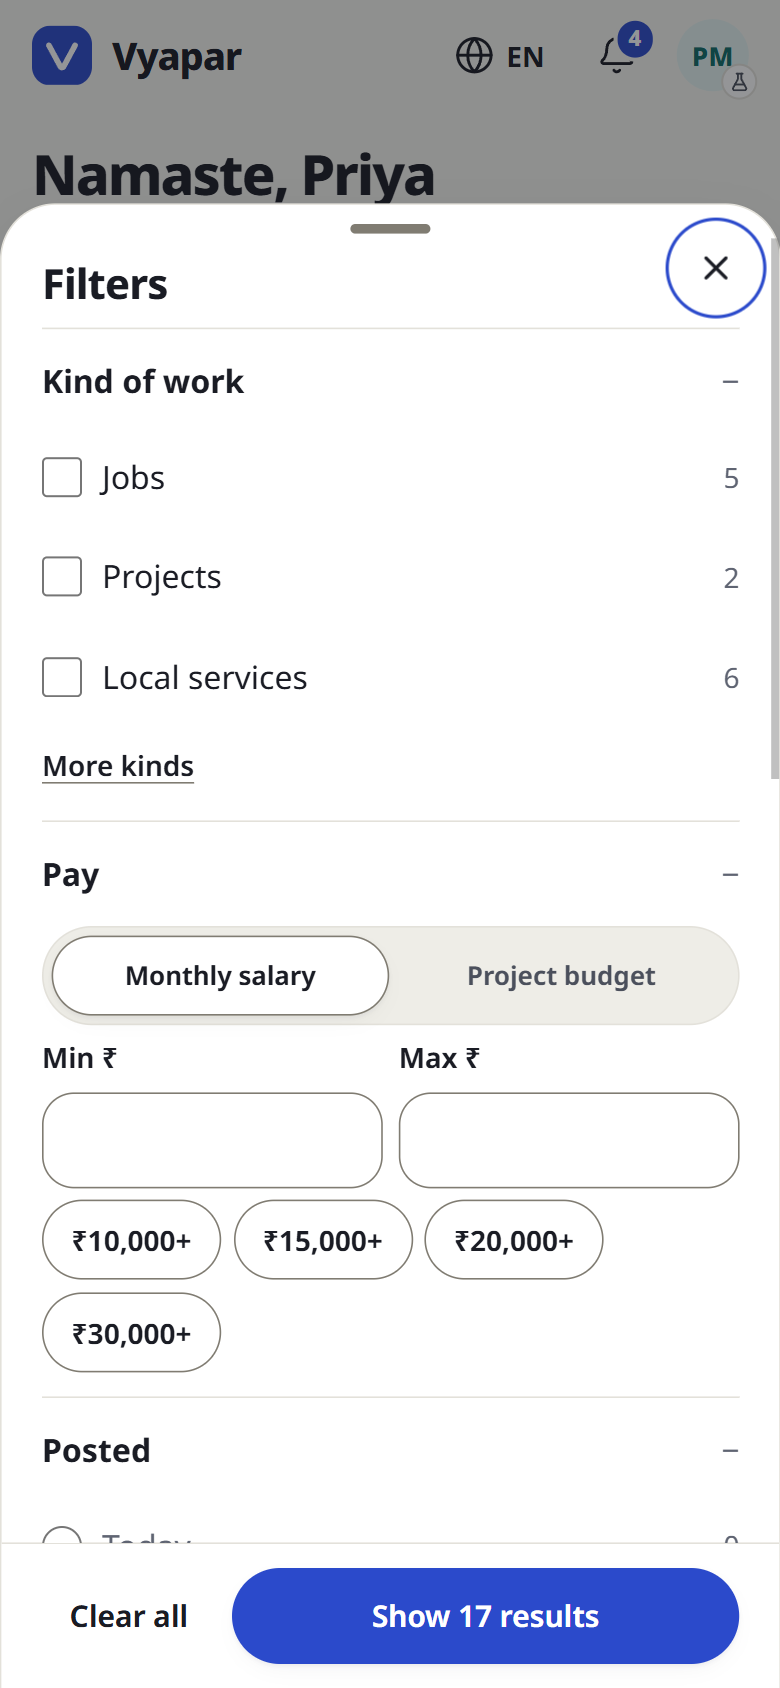 Vyapar
EN
4
PM
Namaste, Priya
Filters
Kind of work
Jobs 5
Projects 2
Local services 6
More kinds
Pay
Monthly salary Project budget
Min ₹ Max ₹
₹10,000+ ₹15,000+ ₹20,000+
₹30,000+
Posted
Today 0
Clear all Show 17 results